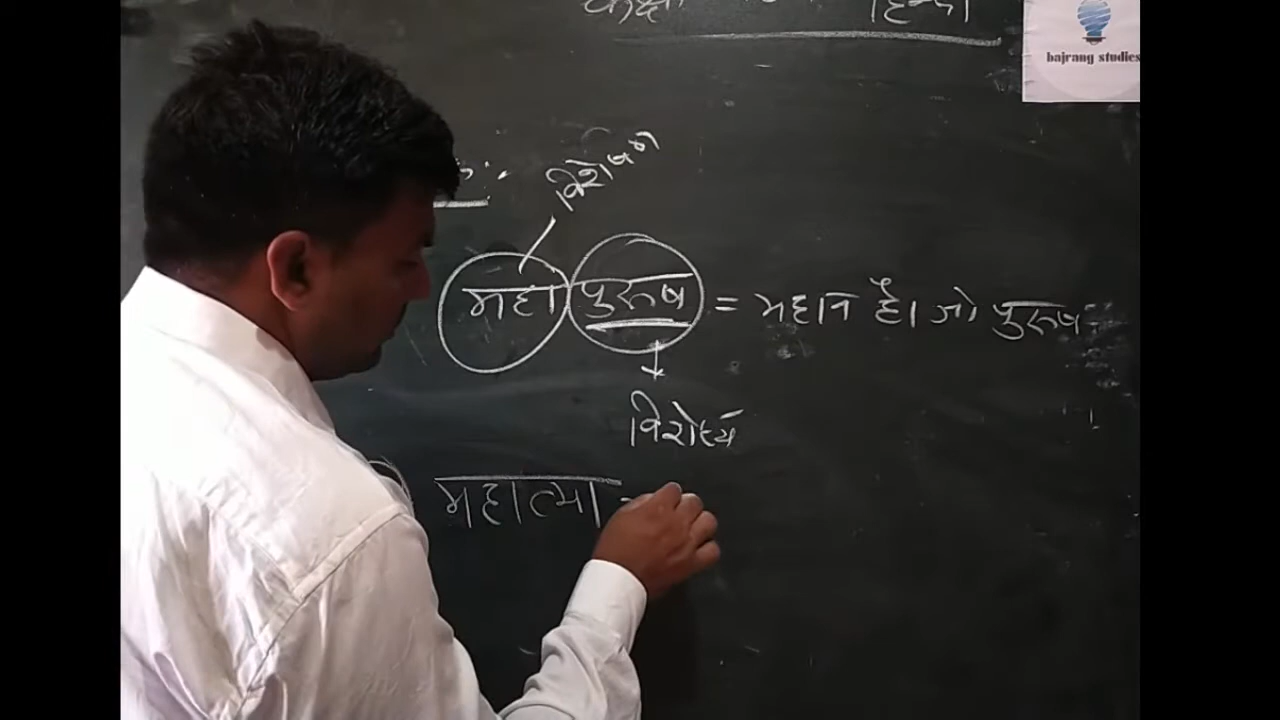 हिन्दी
bajrang studies
विशेषण
महा पुरूष = महान है। जो पुरूष
विशेष्य
महात्मा =